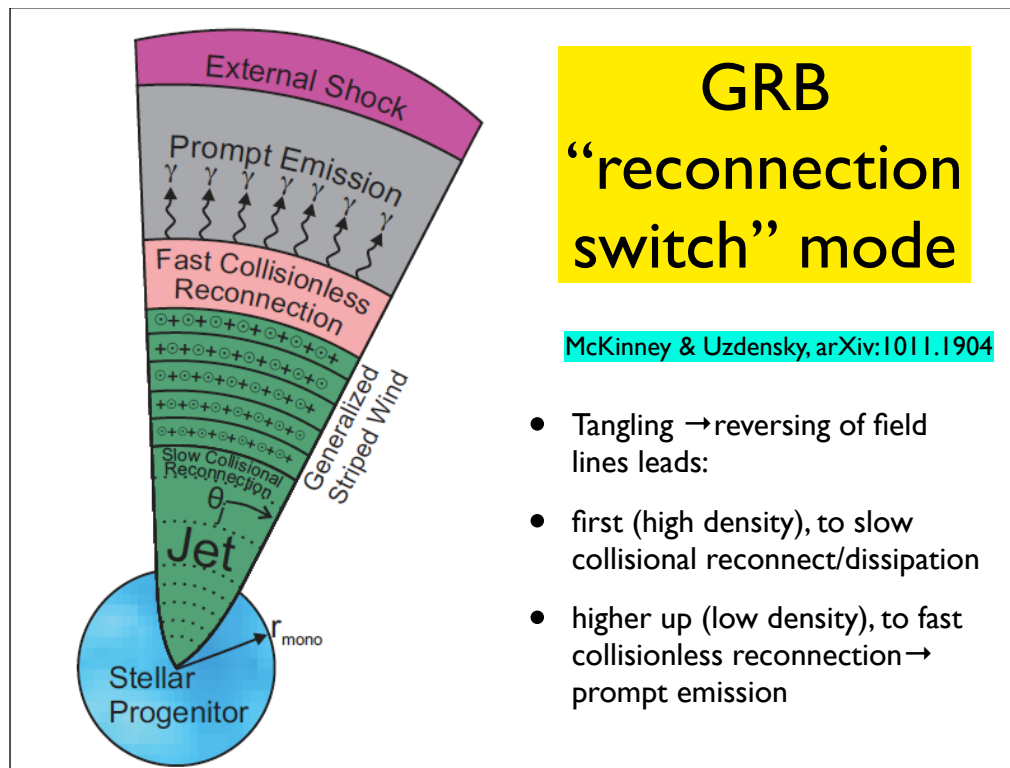 External Shock
Prompt Emission
γ γ γ γ γ γ γ
Fast Collisionless
Reconnection
⊙+⊙+⊙+⊙+⊙+⊙+⊙+
+⊙+⊙+⊙+⊙+⊙+⊙+⊙
⊙+⊙+⊙+⊙+⊙+⊙+⊙+
+⊙+⊙+⊙+⊙+⊙+⊙+⊙
⊙+⊙+⊙+⊙+⊙+⊙+⊙
Generalized
Striped Wind
Slow Collisional
Reconnection
θj
Jet
rmono
Stellar
Progenitor
GRB
“reconnection
switch” mode
McKinney & Uzdensky, arXiv:1011.1904
• Tangling →reversing of field
lines leads:
• first (high density), to slow
collisional reconnect/dissipation
• higher up (low density), to fast
collisionless reconnection→
prompt emission